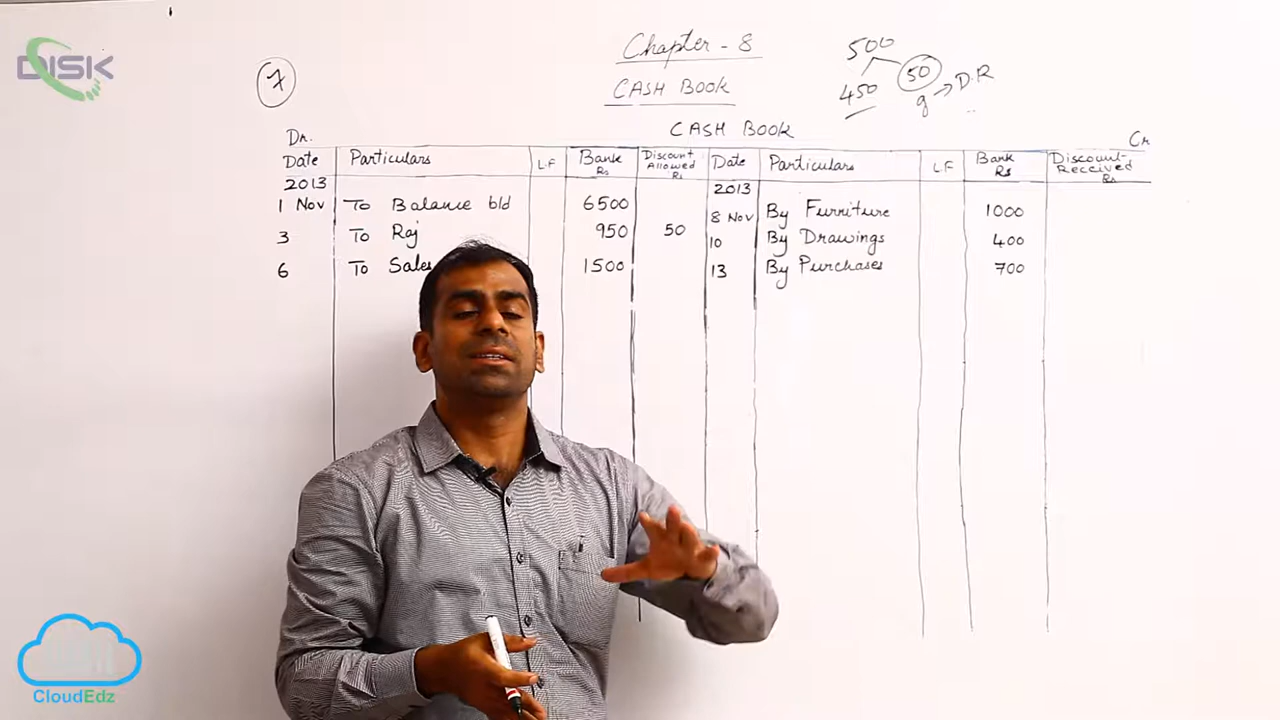 DISK
7
Chapter - 8
CASH BOOK
500
450 50
g → D.R
CASH BOOK
Dr. Cr
Date Particulars L.F Bank Rs Discount Allowed Rs Date Particulars L.F Bank Rs Discount Received Rs
2013 2013
1 Nov To Balance b/d 6500 8 Nov By Furniture 1000
3 To Raj 950 50 10 By Drawings 400
6 To Sales 1500 13 By Purchases 700
CloudEdz